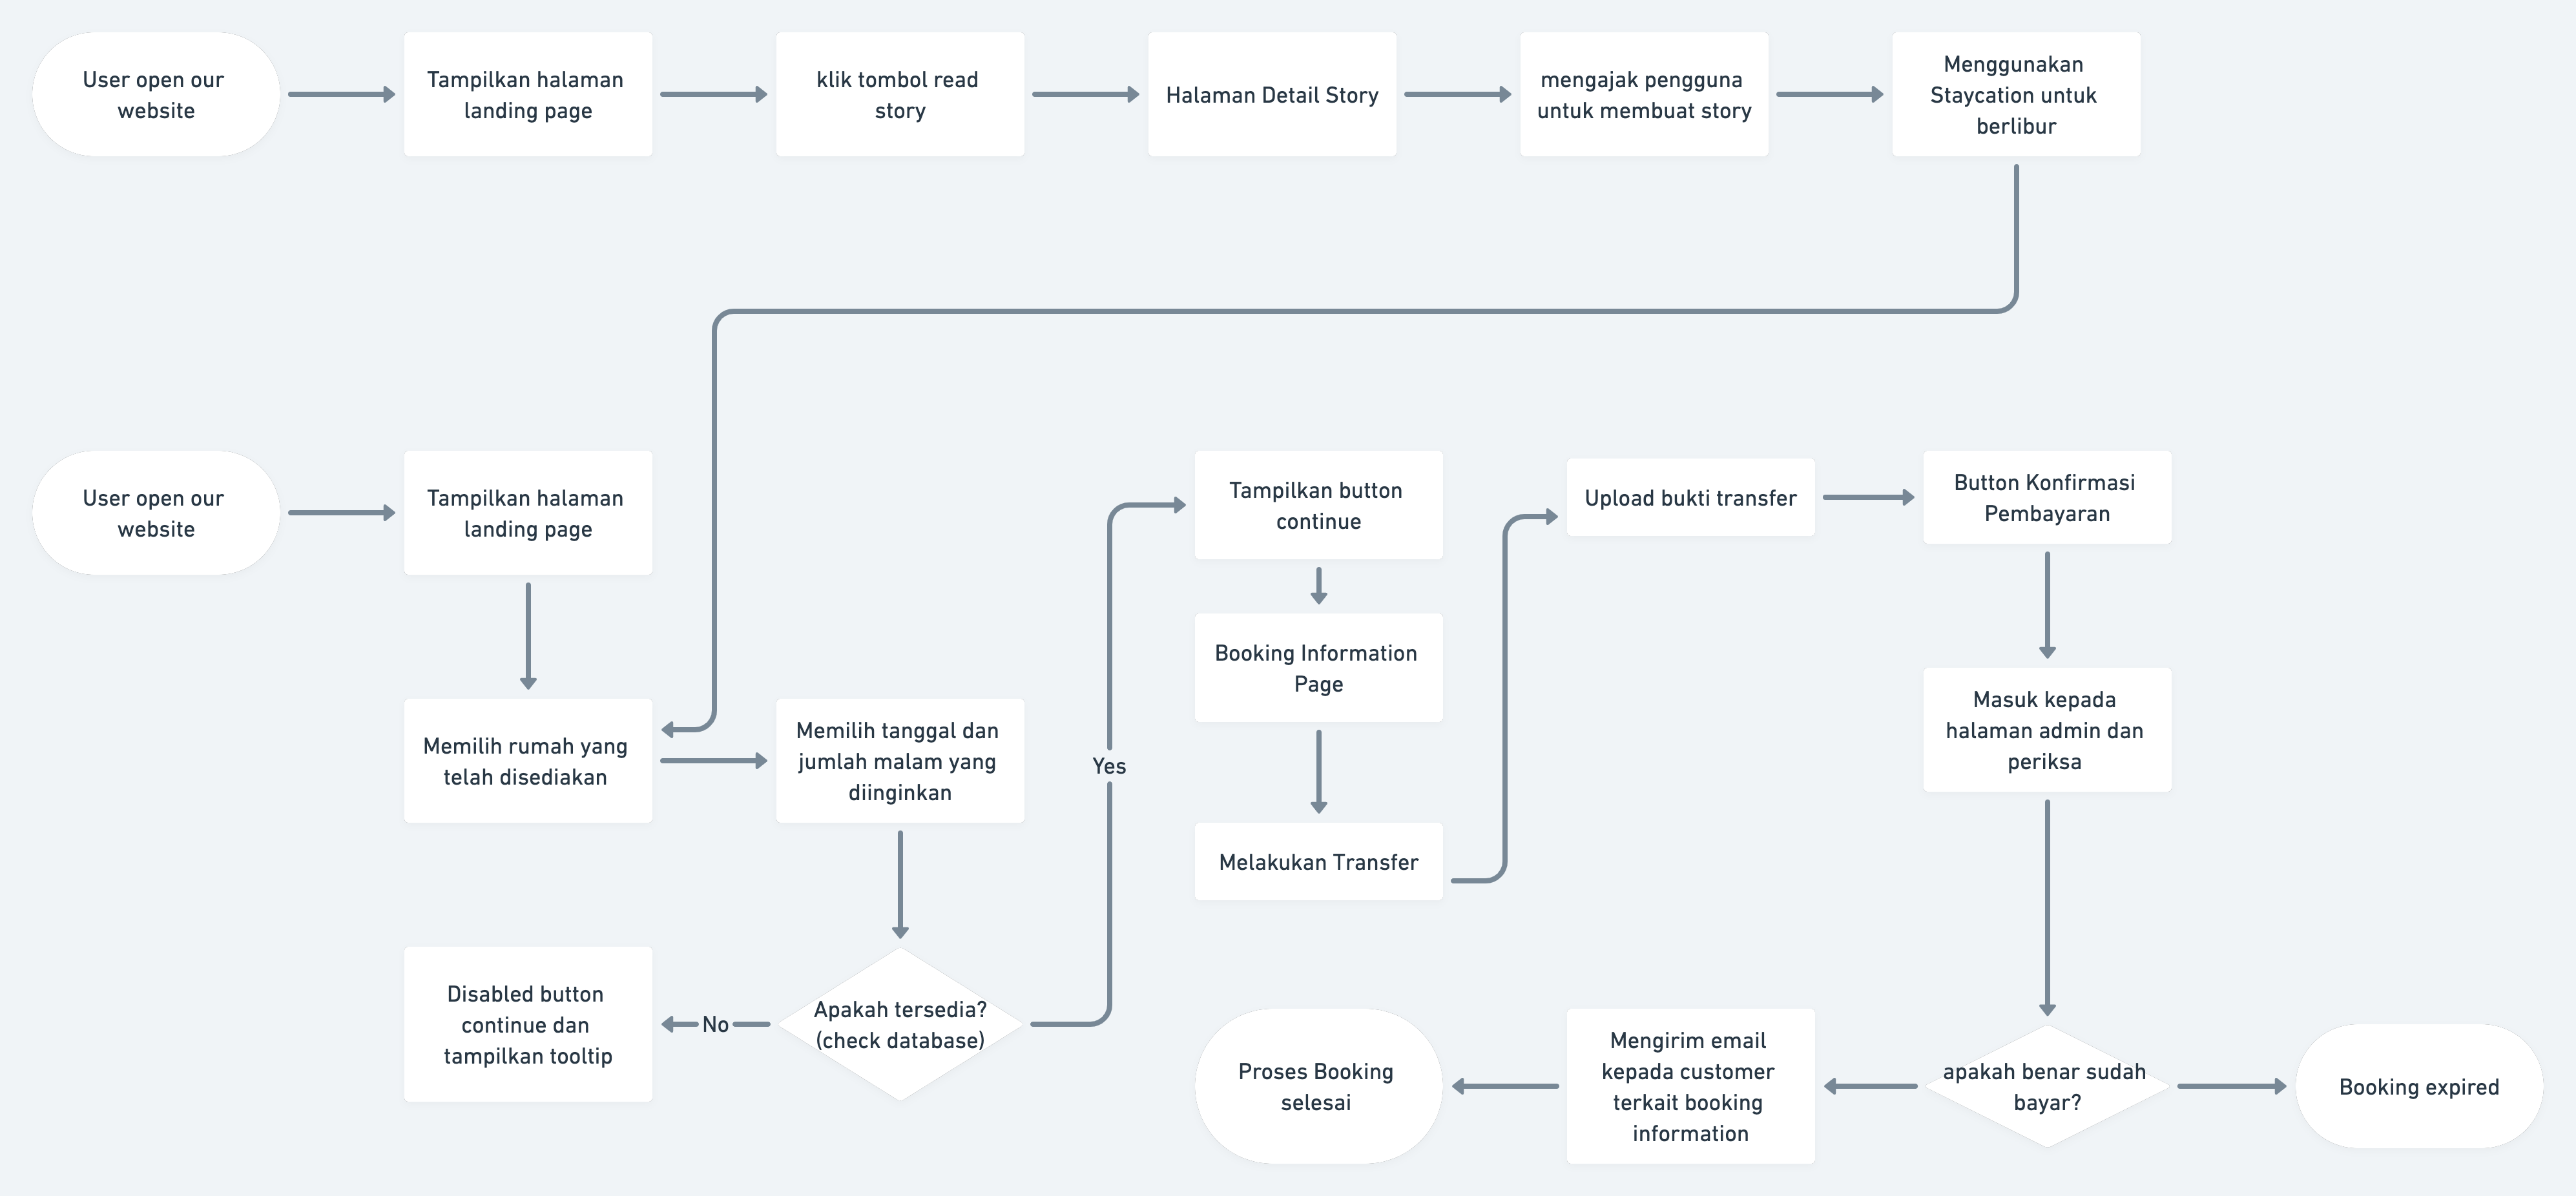 User open our
website
Tampilkan halaman
landing page
klik tombol read
story
Halaman Detail Story
mengajak pengguna
untuk membuat story
Menggunakan
Staycation untuk
berlibur
User open our
website
Tampilkan halaman
landing page
Memilih rumah yang
telah disediakan
Memilih tanggal dan
jumlah malam yang
diinginkan
Apakah tersedia?
(check database)
No
Disabled button
continue dan
tampilkan tooltip
Yes
Tampilkan button
continue
Booking Information
Page
Melakukan Transfer
Upload bukti transfer
Button Konfirmasi
Pembayaran
Masuk kepada
halaman admin dan
periksa
apakah benar sudah
bayar?
Mengirim email
kepada customer
terkait booking
information
Proses Booking
selesai
Booking expired